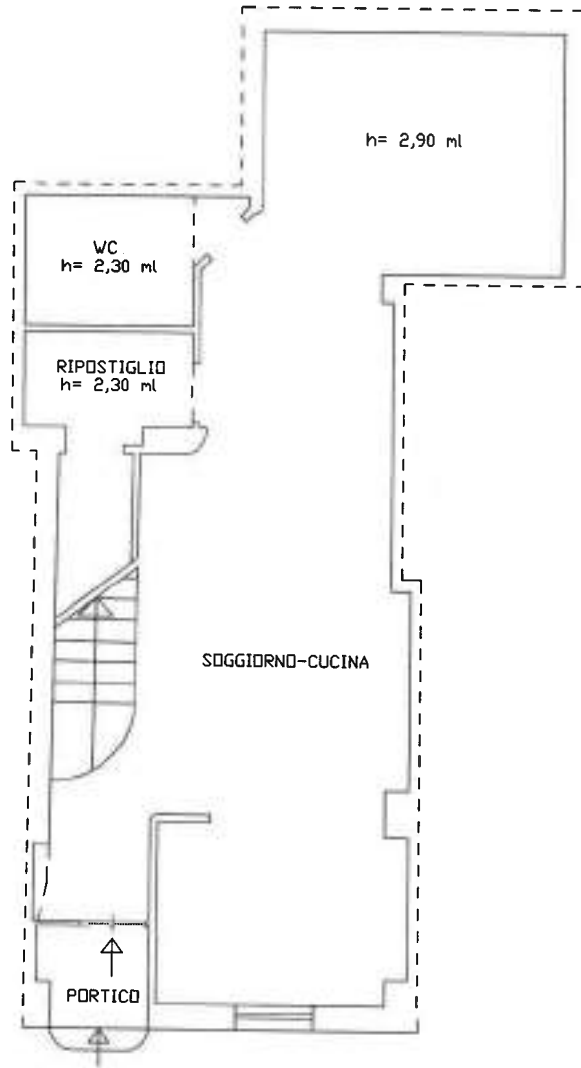 h= 2,90 ml
WC
h= 2,30 ml
RIPOSTIGLIO
h= 2,30 ml
SOGGIORNO-CUCINA
PORTICO